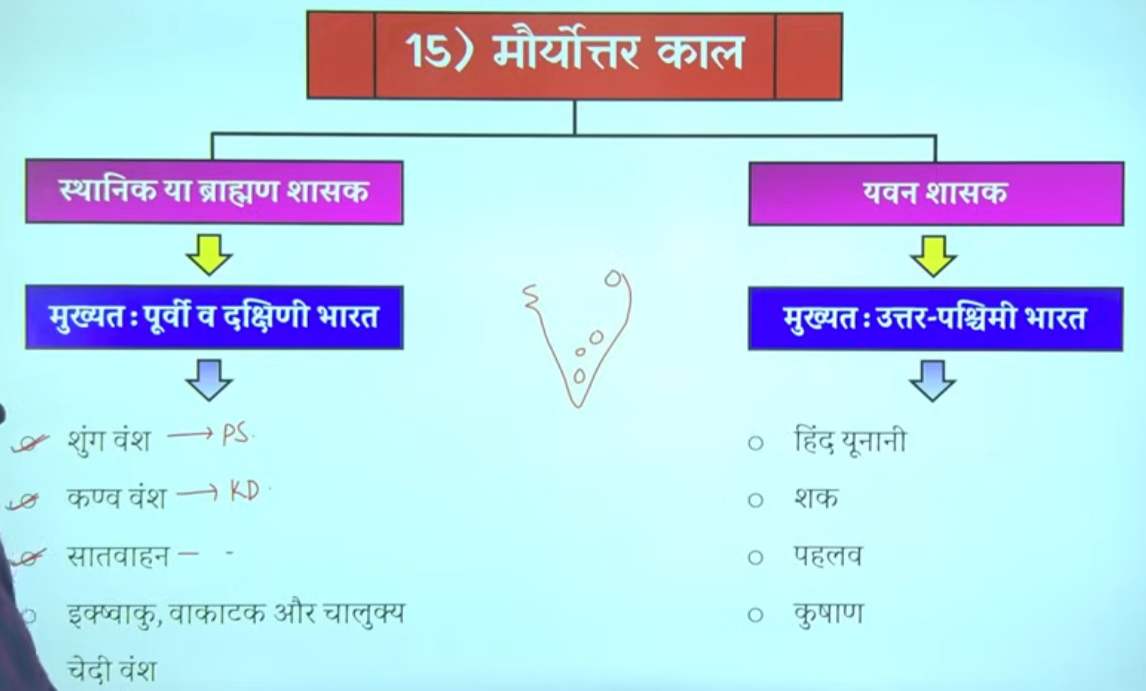 15) मौर्योत्तर काल
स्थानिक या ब्राह्मण शासक
मुख्यत : पूर्वी व दक्षिणी भारत
शुंग वंश → PS.
कण्व वंश → KD.
सातवाहन — -
इक्ष्वाकु, वाकाटक और चालुक्य
चेदी वंश
यवन शासक
मुख्यत : उत्तर-पश्चिमी भारत
हिंद यूनानी
शक
पहलव
कुषाण